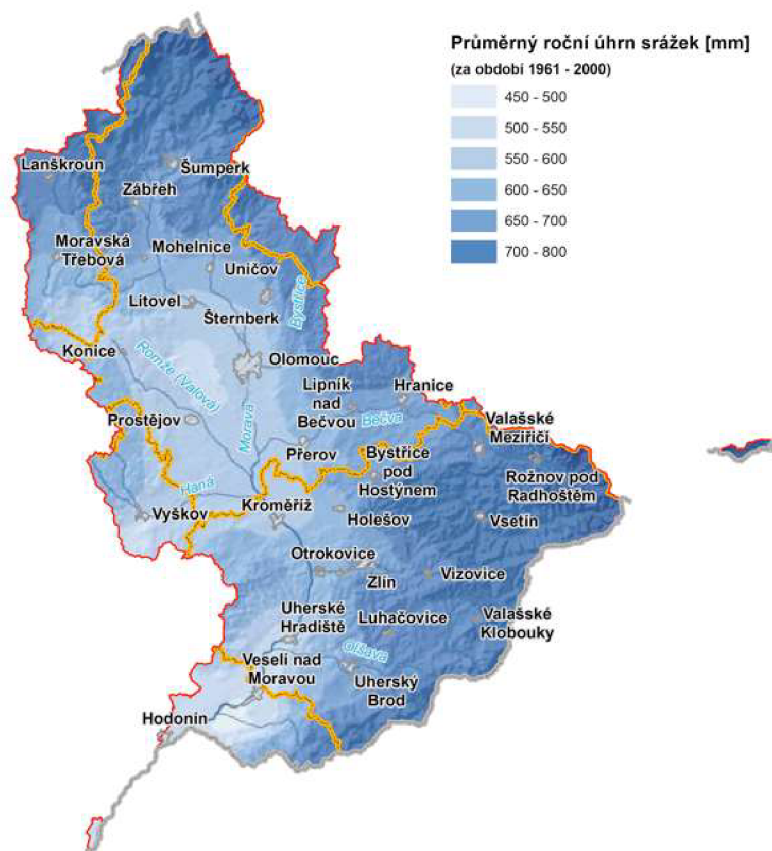 Průměrný roční úhrn srážek [mm]
(za období 1961 - 2000)
450 - 500
500 - 550
550 - 600
600 - 650
650 - 700
700 - 800
Lanškroun
Šumperk
Zábřeh
Moravská
Třebová
Mohelnice
Uničov
Litovel
Šternberk
Bystřice
Konice
Romže (Valová)
Olomouc
Lipník
nad
Bečvou
Hranice
Prostějov
Morava
Bečva
Valašské
Meziříčí
Přerov
Bystřice
pod
Hostýnem
Rožnov pod
Radhoštěm
Haná
Vyškov
Kroměříž
Holešov
Vsetín
Otrokovice
Zlín
Vizovice
Uherské
Hradiště
Luhačovice
Valašské
Klobouky
olšava
Veselí nad
Moravou
Uherský
Brod
Hodonín